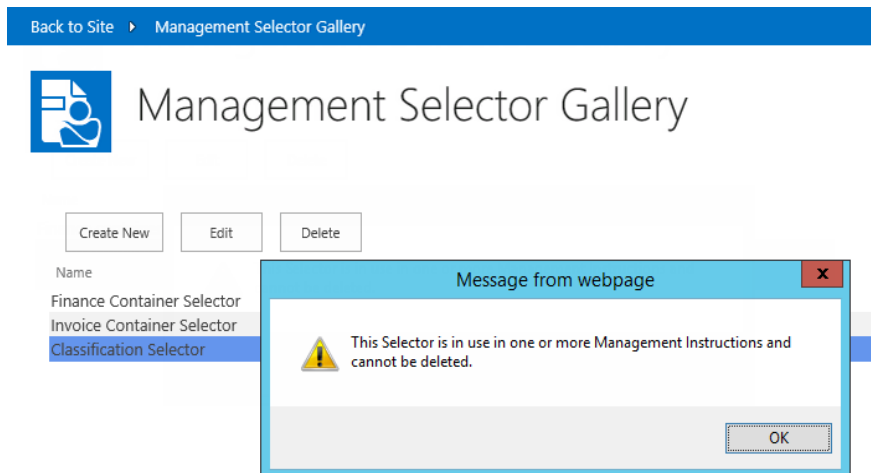 Back to Site ▸ Management Selector Gallery
Management Selector Gallery
Create New Edit Delete
Name
Finance Container Selector
Invoice Container Selector
Classification Selector
Message from webpage x
This Selector is in use in one or more Management Instructions and
cannot be deleted.
OK